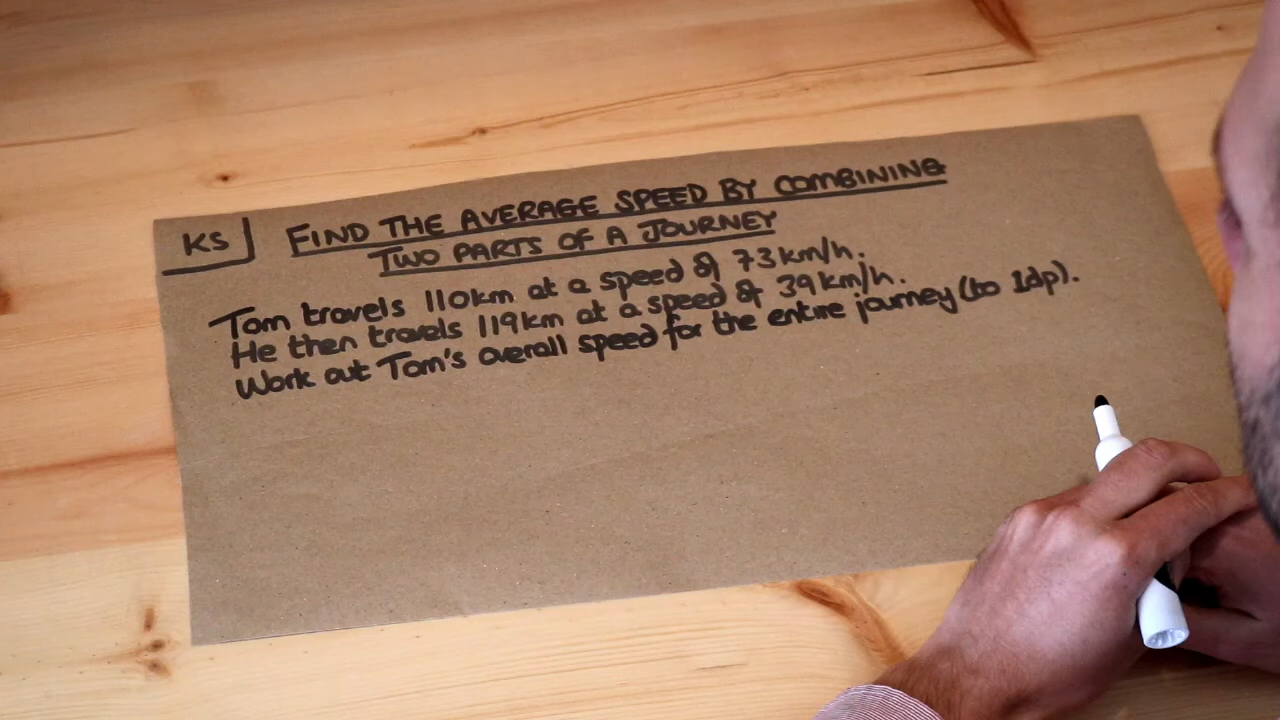 KS
FIND THE AVERAGE SPEED BY COMBINING
TWO PARTS OF A JOURNEY
Tom travels 110km at a speed of 73km/h.
He then travels 119km at a speed of 39km/h.
Work out Tom's overall speed for the entire journey (to 1dp).